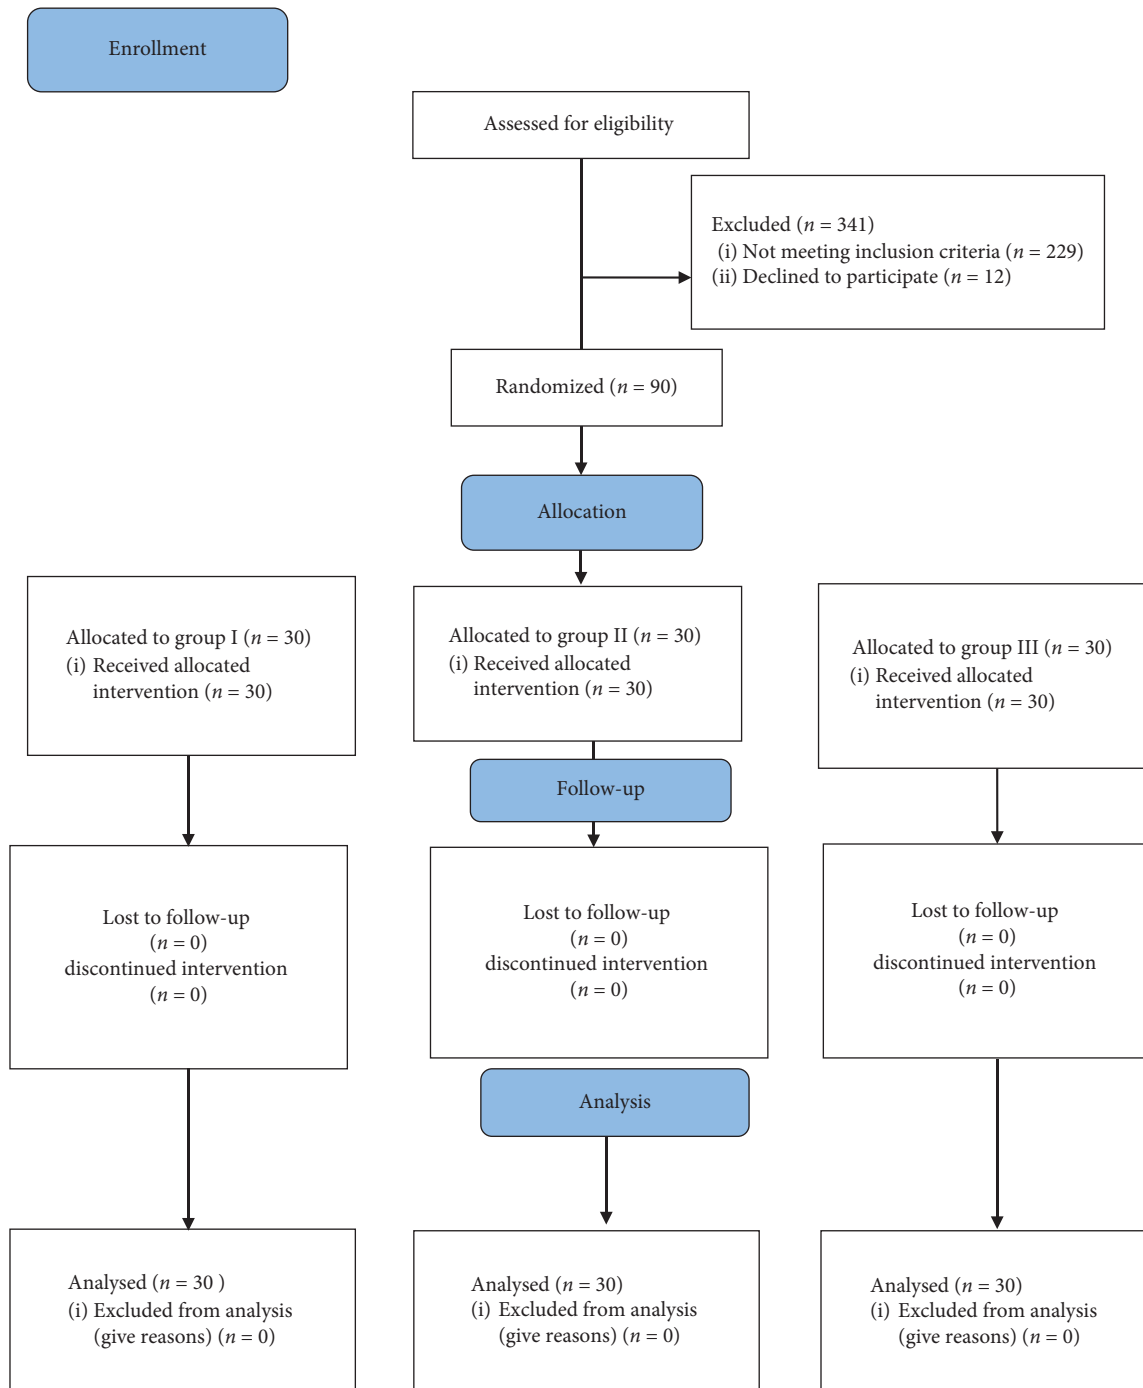 Enrollment
Assessed for eligibility
Excluded (n = 341)
(i) Not meeting inclusion criteria (n = 229)
(ii) Declined to participate (n = 12)
Randomized (n = 90)
Allocation
Allocated to group I (n = 30)
(i) Received allocated
intervention (n = 30)
Allocated to group II (n = 30)
(i) Received allocated
intervention (n = 30)
Allocated to group III (n = 30)
(i) Received allocated
intervention (n = 30)
Follow-up
Lost to follow-up
(n = 0)
discontinued intervention
(n = 0)
Lost to follow-up
(n = 0)
discontinued intervention
(n = 0)
Lost to follow-up
(n = 0)
discontinued intervention
(n = 0)
Analysis
Analysed (n = 30 )
(i) Excluded from analysis
(give reasons) (n = 0)
Analysed (n = 30)
(i) Excluded from analysis
(give reasons) (n = 0)
Analysed (n = 30)
(i) Excluded from analysis
(give reasons) (n = 0)